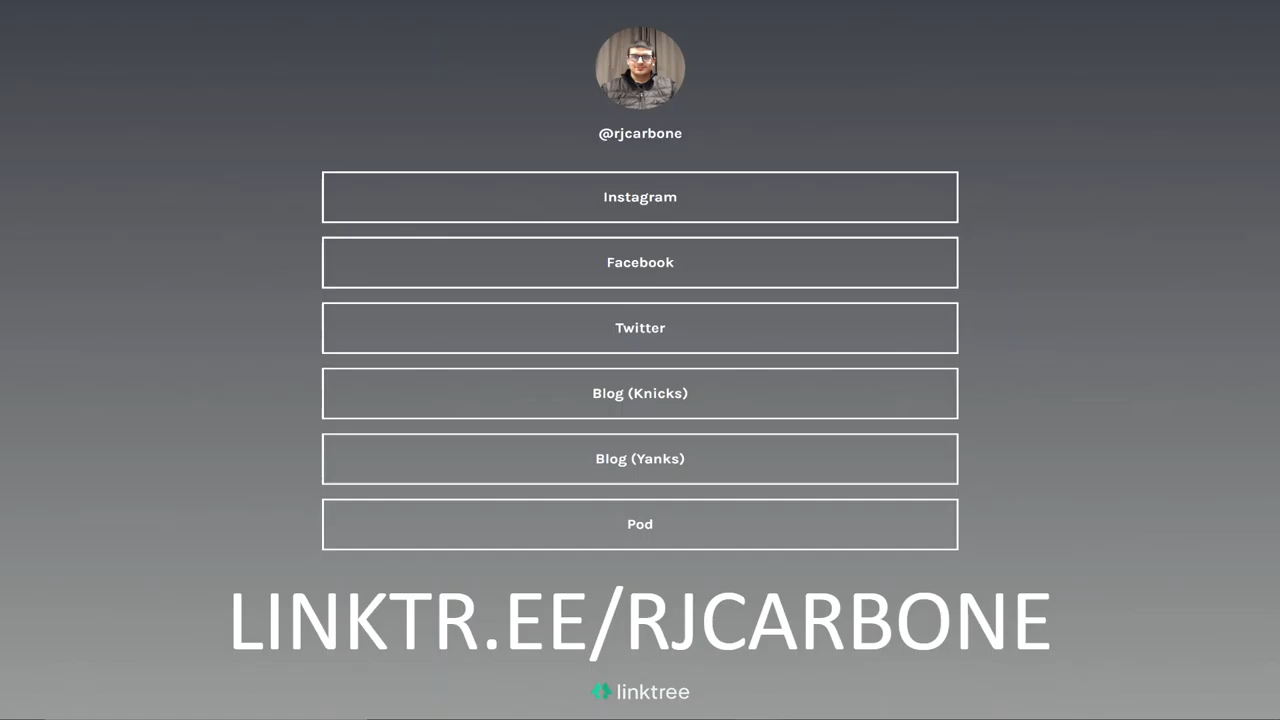 @rjcarbone
Instagram
Facebook
Twitter
Blog (Knicks)
Blog (Yanks)
Pod
LINKTR.EE/RJCARBONE
linktree